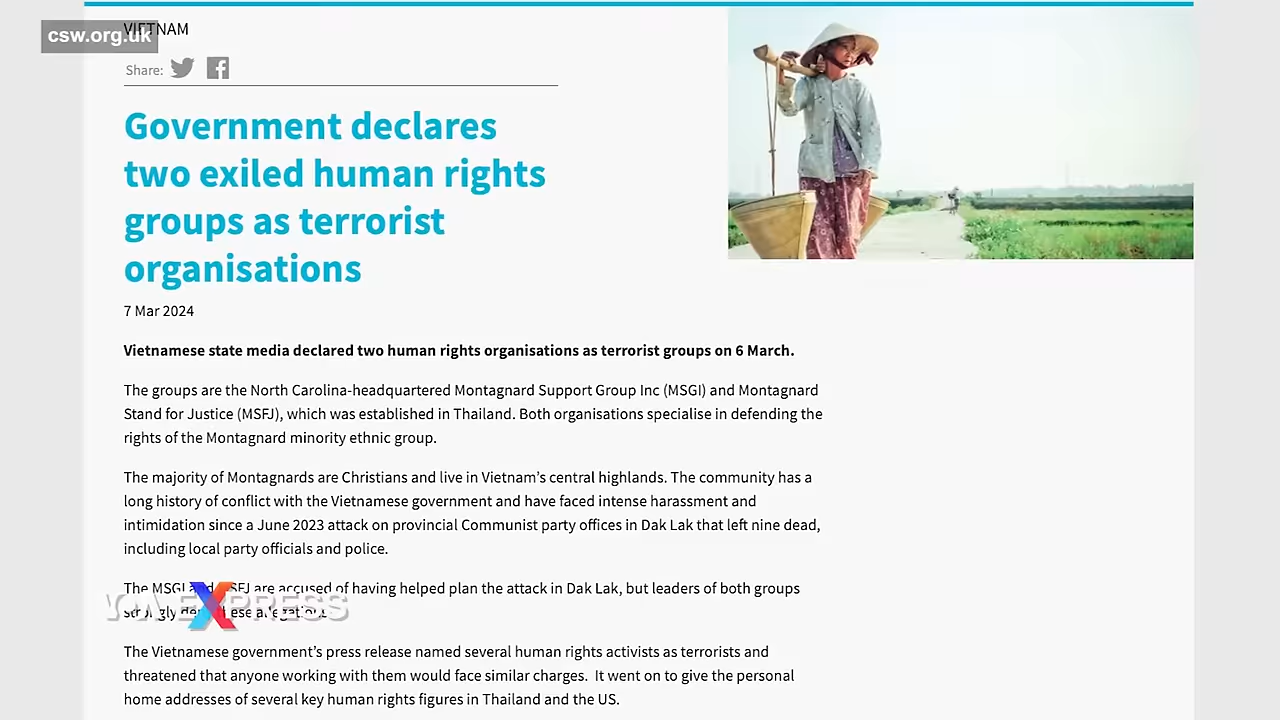 VIETNAM
csw.org.uk
Share:
Government declares
two exiled human rights
groups as terrorist
organisations
7 Mar 2024
Vietnamese state media declared two human rights organisations as terrorist groups on 6 March.
The groups are the North Carolina-headquartered Montagnard Support Group Inc (MSGI) and Montagnard
Stand for Justice (MSFJ), which was established in Thailand. Both organisations specialise in defending the
rights of the Montagnard minority ethnic group.
The majority of Montagnards are Christians and live in Vietnam's central highlands. The community has a
long history of conflict with the Vietnamese government and have faced intense harassment and
intimidation since a June 2023 attack on provincial Communist party offices in Dak Lak that left nine dead,
including local party officials and police.
The MSGI and MSFJ are accused of having helped plan the attack in Dak Lak, but leaders of both groups
strongly deny these allegations.
EXPRESS
The Vietnamese government's press release named several human rights activists as terrorists and
threatened that anyone working with them would face similar charges. It went on to give the personal
home addresses of several key human rights figures in Thailand and the US.